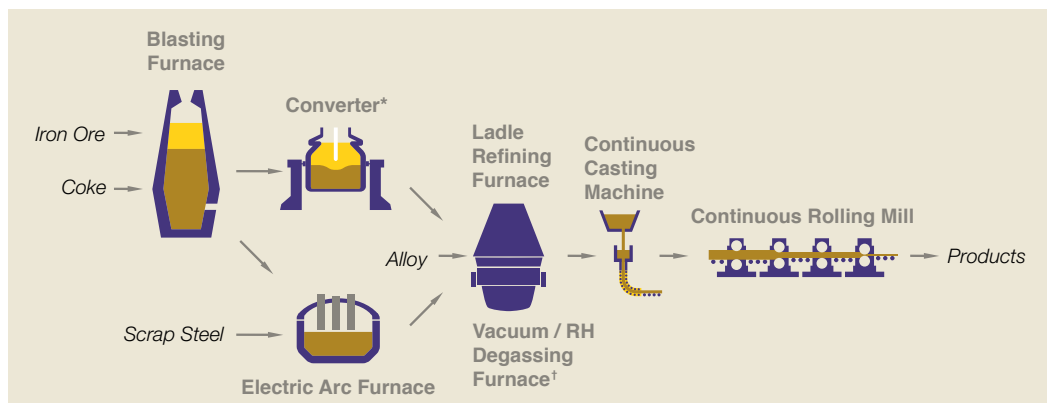 Blasting
Furnace
Converter*
Iron Ore
Coke
Ladle
Refining
Furnace
Continuous
Casting
Machine
Continuous Rolling Mill
Alloy
Products
Scrap Steel
Electric Arc Furnace
Vacuum / RH
Degassing
Furnace†